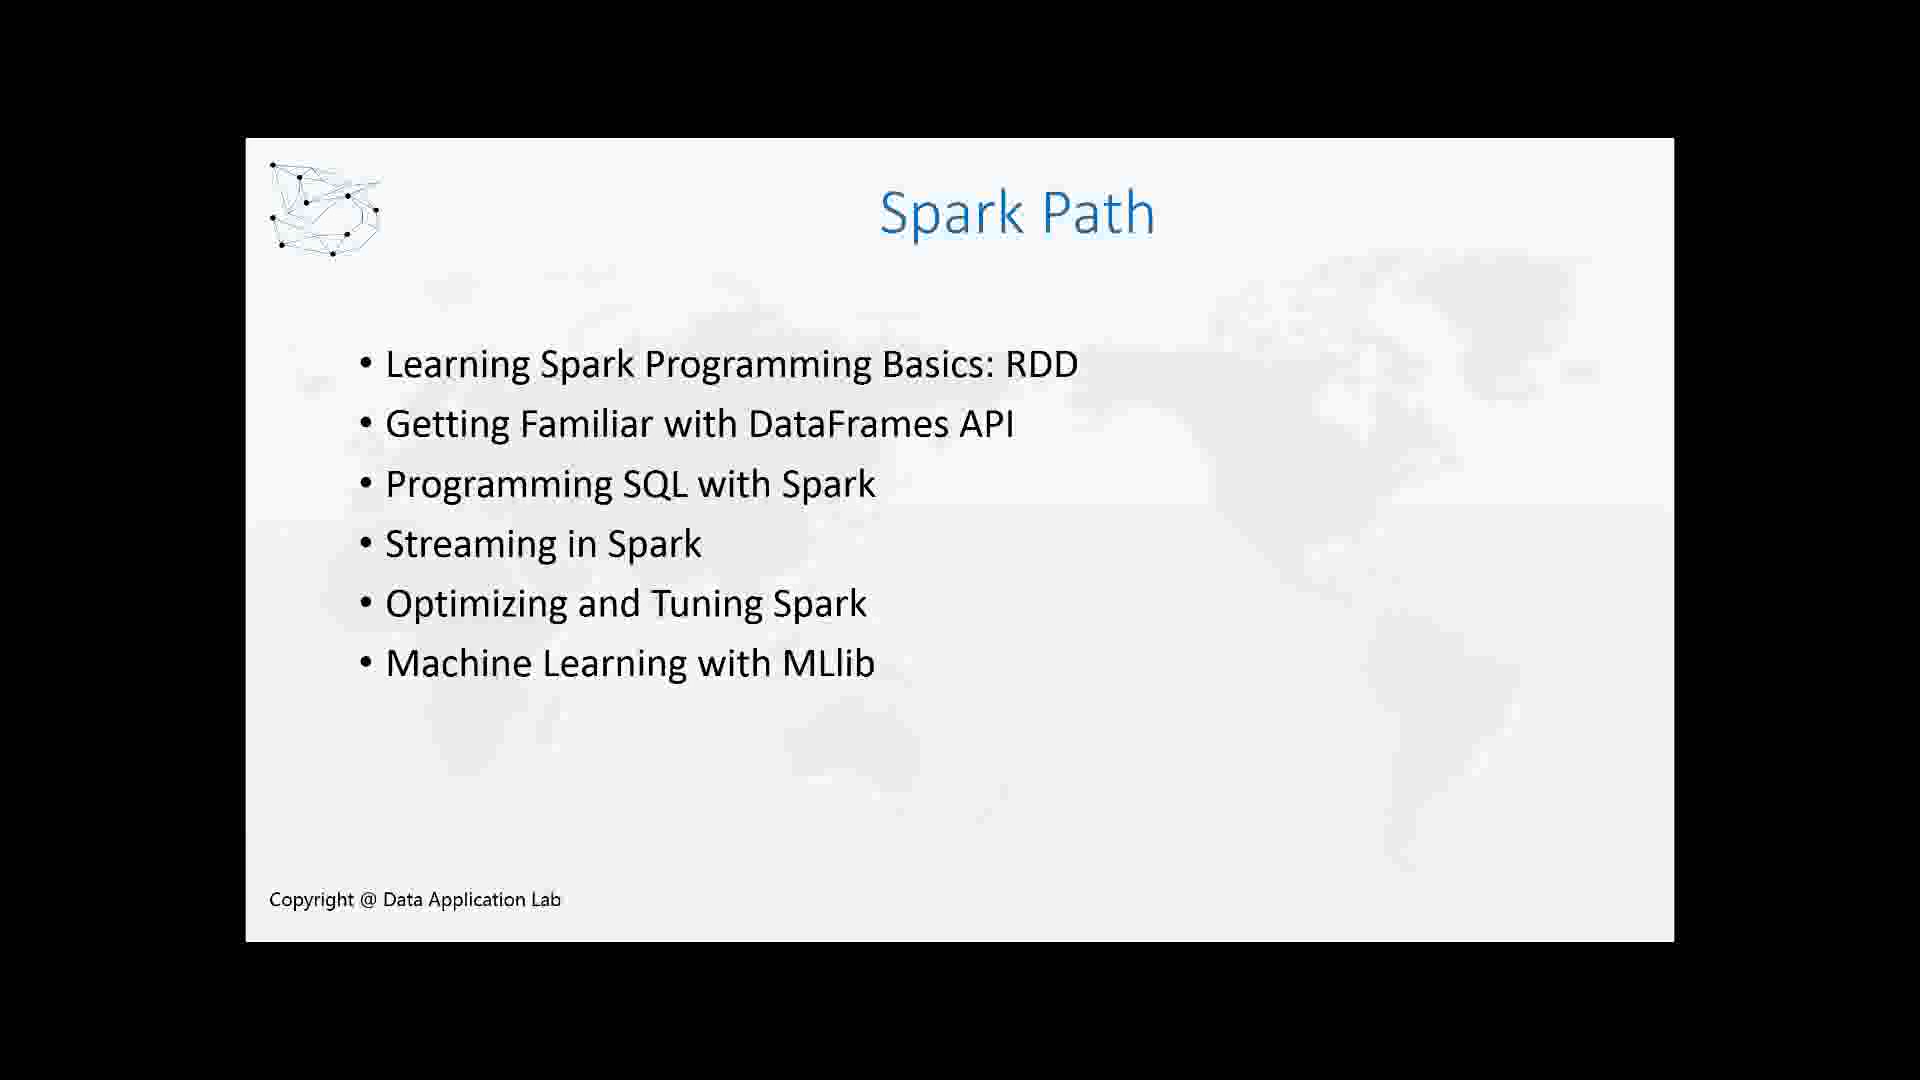 Spark Path
• Learning Spark Programming Basics: RDD
• Getting Familiar with DataFrames API
• Programming SQL with Spark
• Streaming in Spark
• Optimizing and Tuning Spark
• Machine Learning with MLlib
Copyright @ Data Application Lab